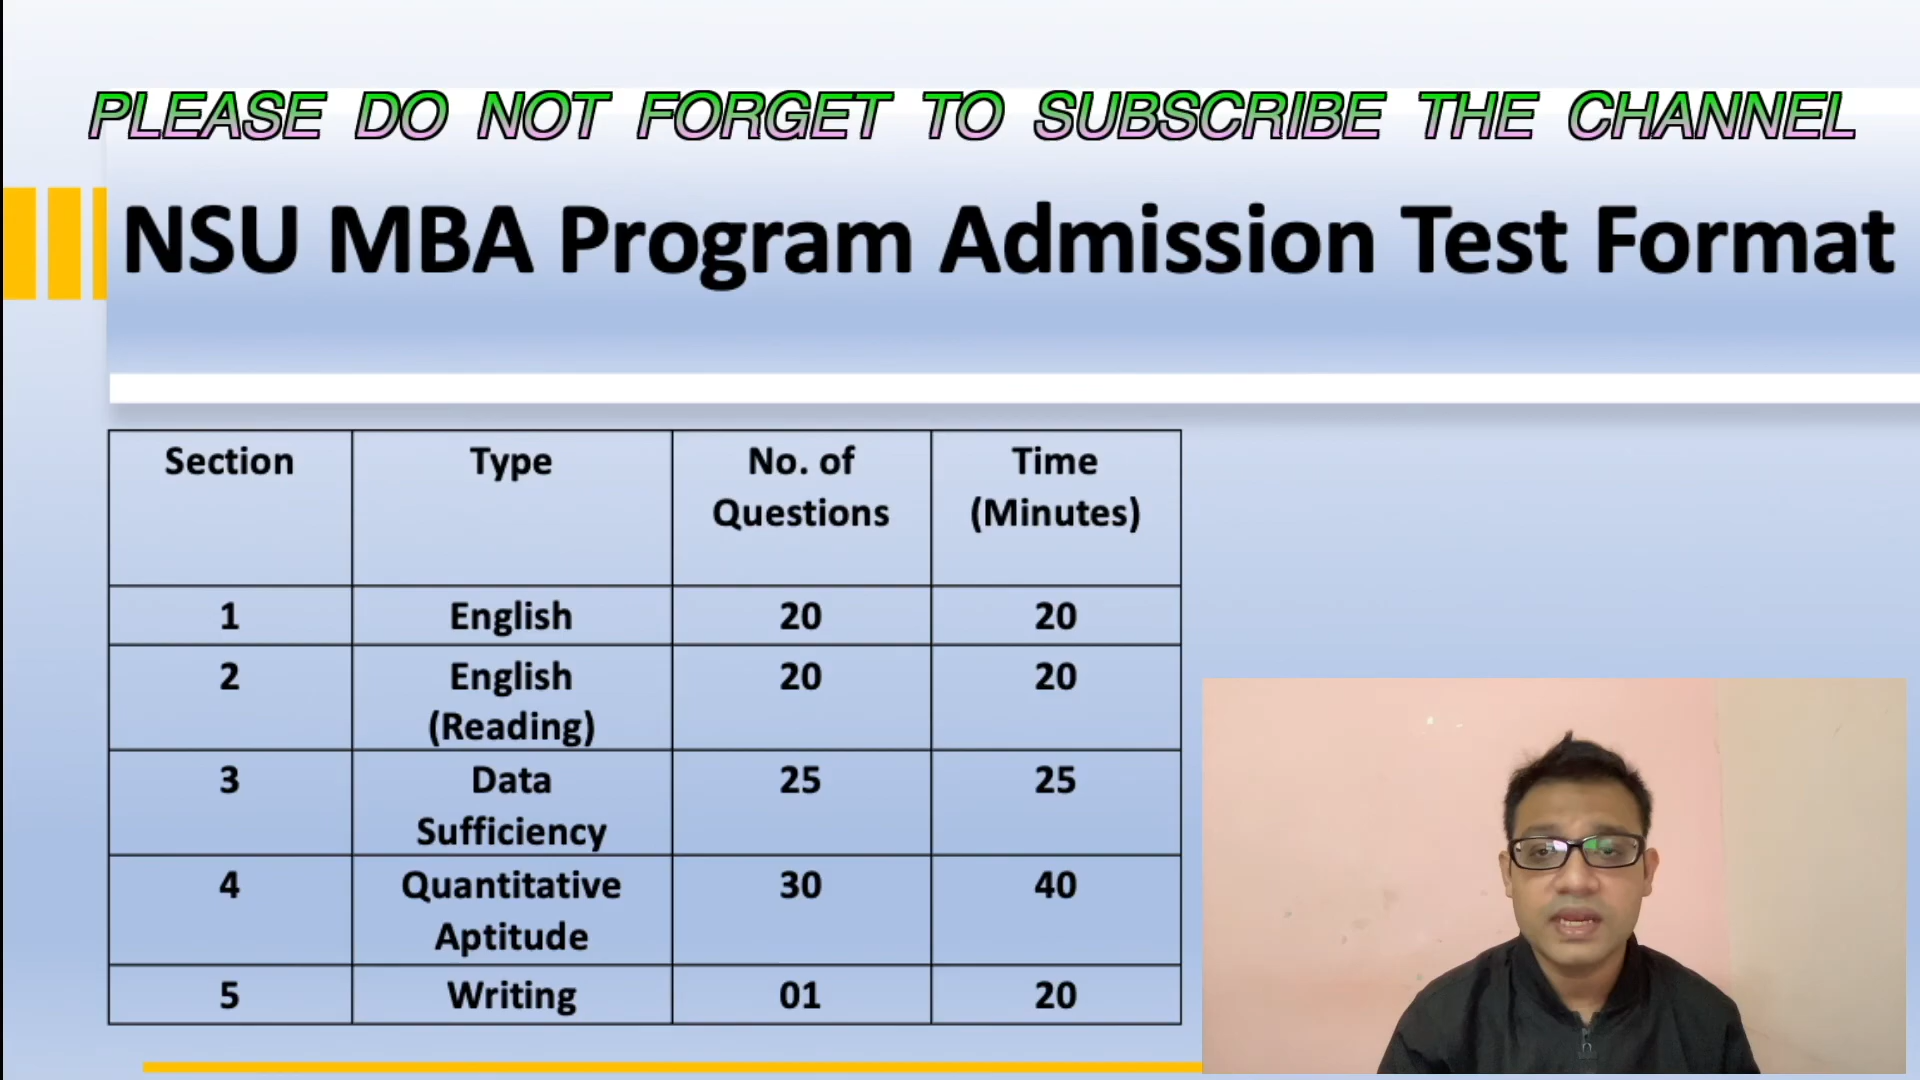 PLEASE DO NOT FORGET TO SUBSCRIBE THE CHANNEL
NSU MBA Program Admission Test Format
Section Type No. of Questions Time (Minutes)
1 English 20 20
2 English (Reading) 20 20
3 Data Sufficiency 25 25
4 Quantitative Aptitude 30 40
5 Writing 01 20